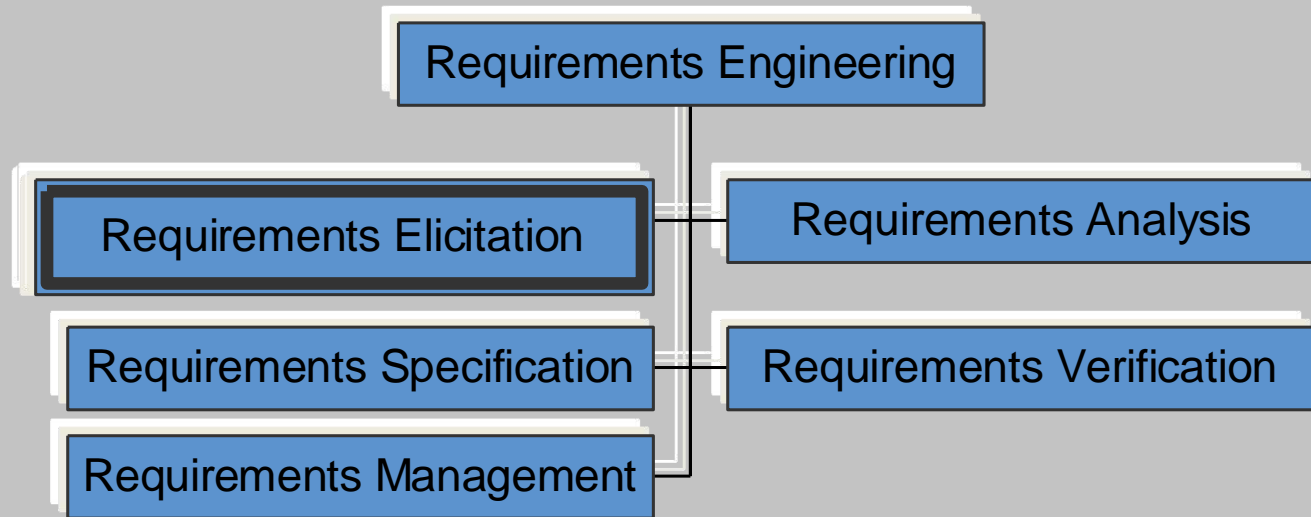 Requirements Engineering
Requirements Elicitation
Requirements Analysis
Requirements Specification
Requirements Verification
Requirements Management